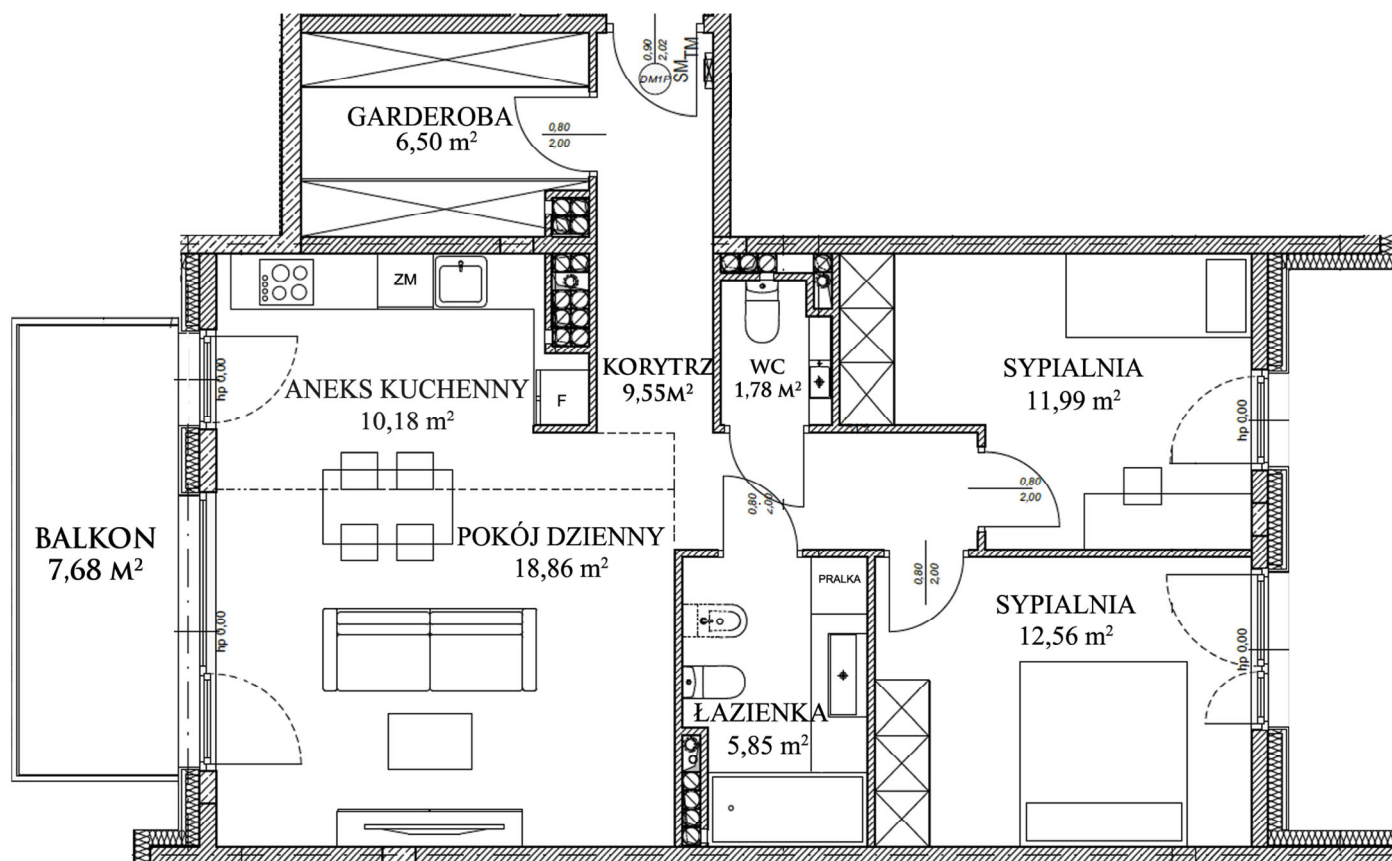 0,90
2,02
DM1P
SM
TM
GARDEROBA
6,50 m²
0,80
2,00
ZM
hp 0,00
ANEKS KUCHENNY
10,18 m²
F
KORYTRZ
9,55M²
WC
1,78 M²
SYPIALNIA
11,99 m²
hp 0,00
0,80
2,00
0,80
2,00
BALKON
7,68 M²
POKÓJ DZIENNY
18,86 m²
hp 0,00
PRALKA
0,80
2,00
SYPIALNIA
12,56 m²
hp 0,00
ŁAZIENKA
5,85 m²